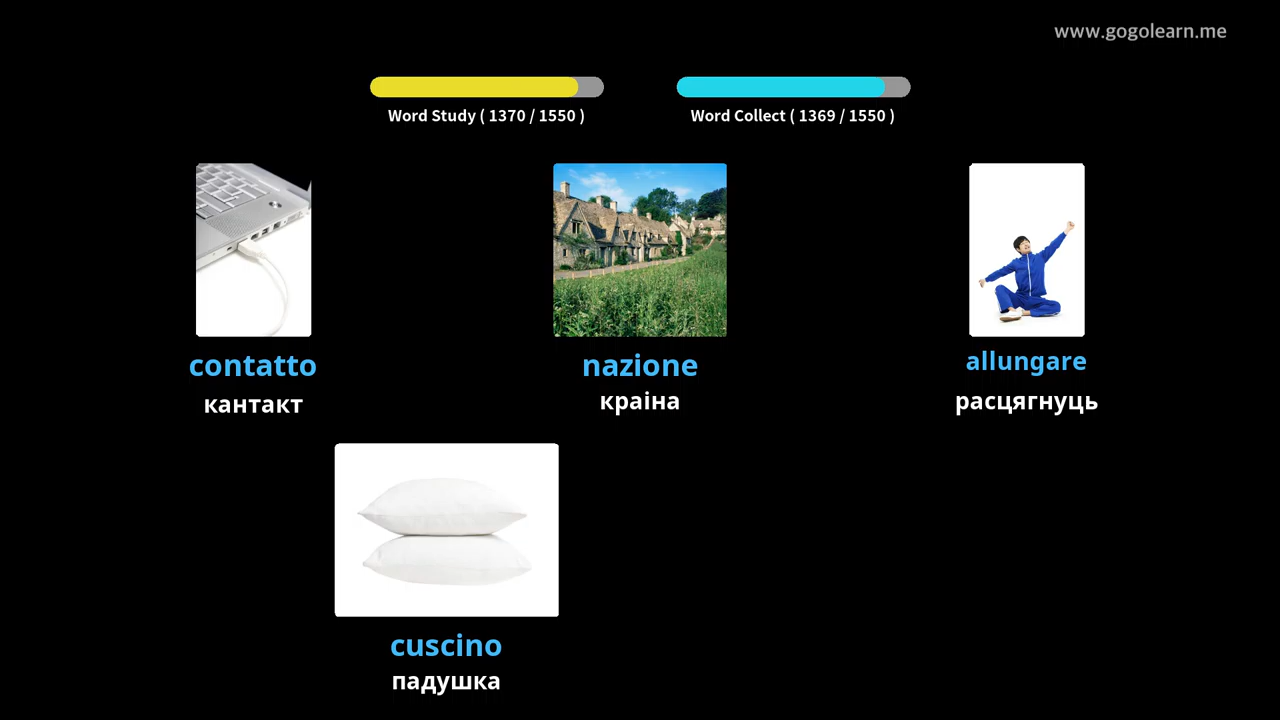 www.gogolearn.me
Word Study ( 1370 / 1550 )
Word Collect ( 1369 / 1550 )
contatto
кантакт
nazione
краіна
allungare
расцягнуць
cuscino
падушка